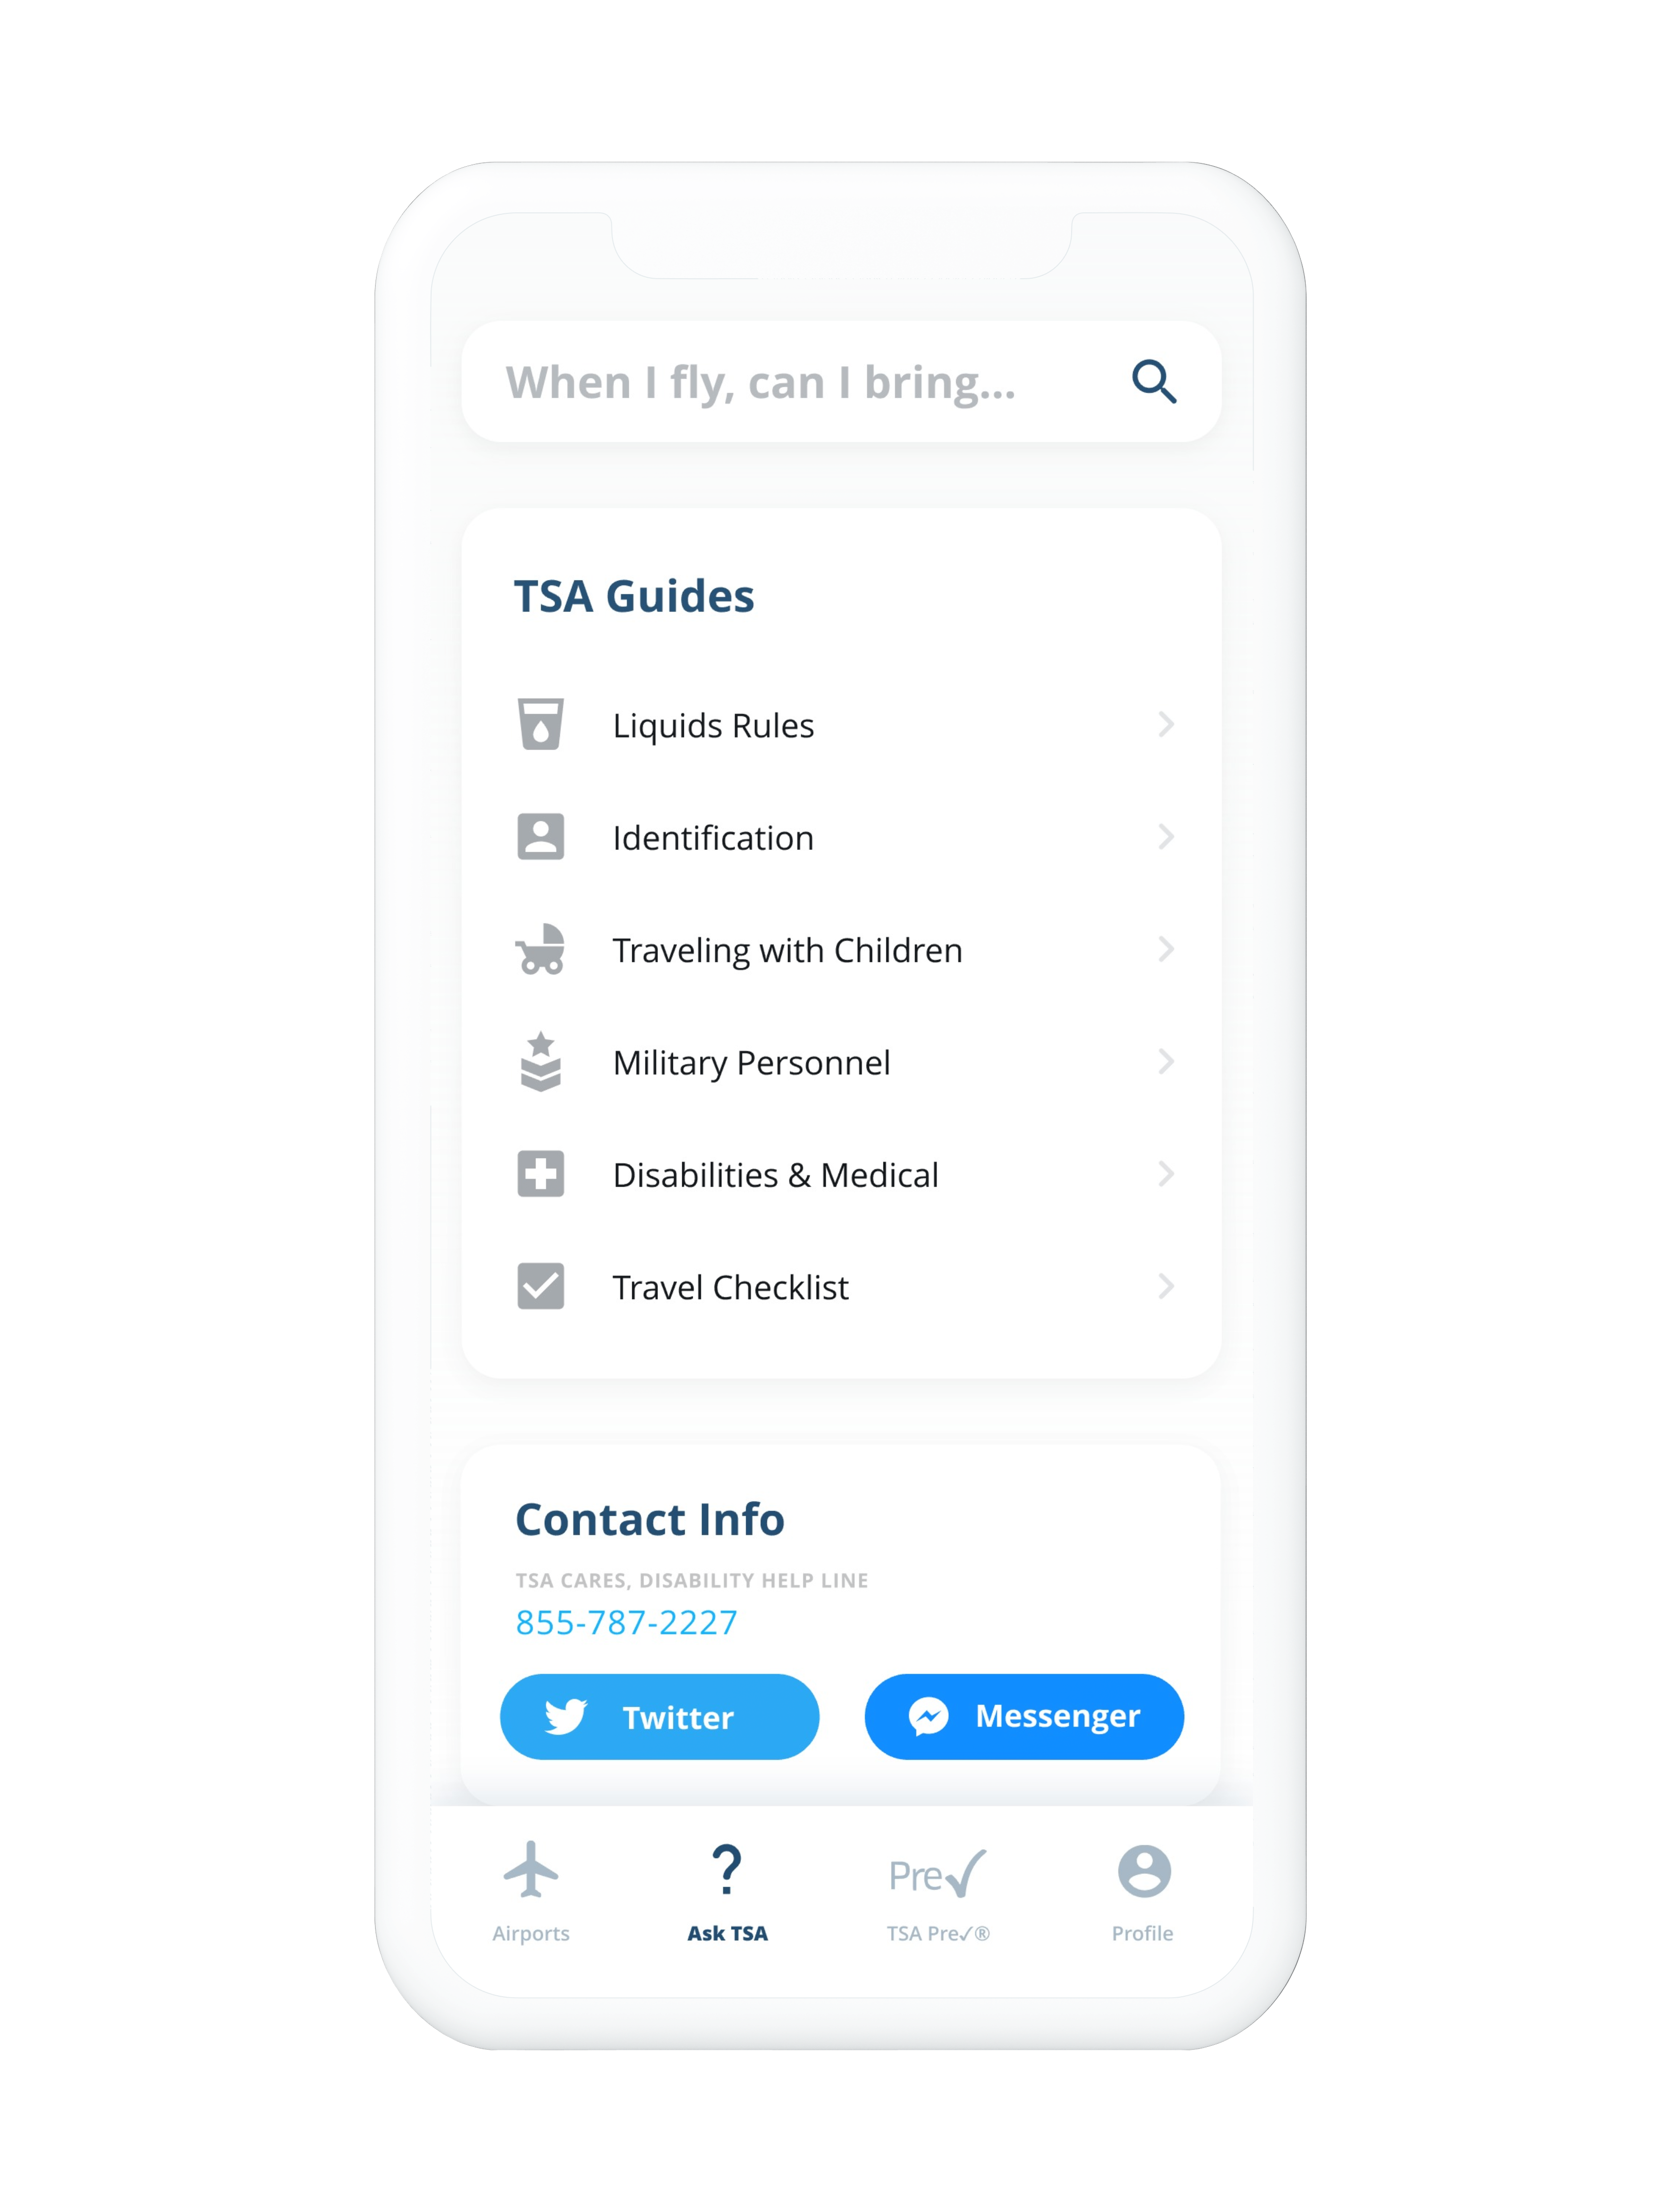 When I fly, can I bring...
TSA Guides
Liquids Rules
Identification
Traveling with Children
Military Personnel
Disabilities & Medical
Travel Checklist
Contact Info
TSA CARES, DISABILITY HELP LINE
855-787-2227
Twitter
Messenger
Pre✓
Airports
Ask TSA
TSA Pre✓®
Profile